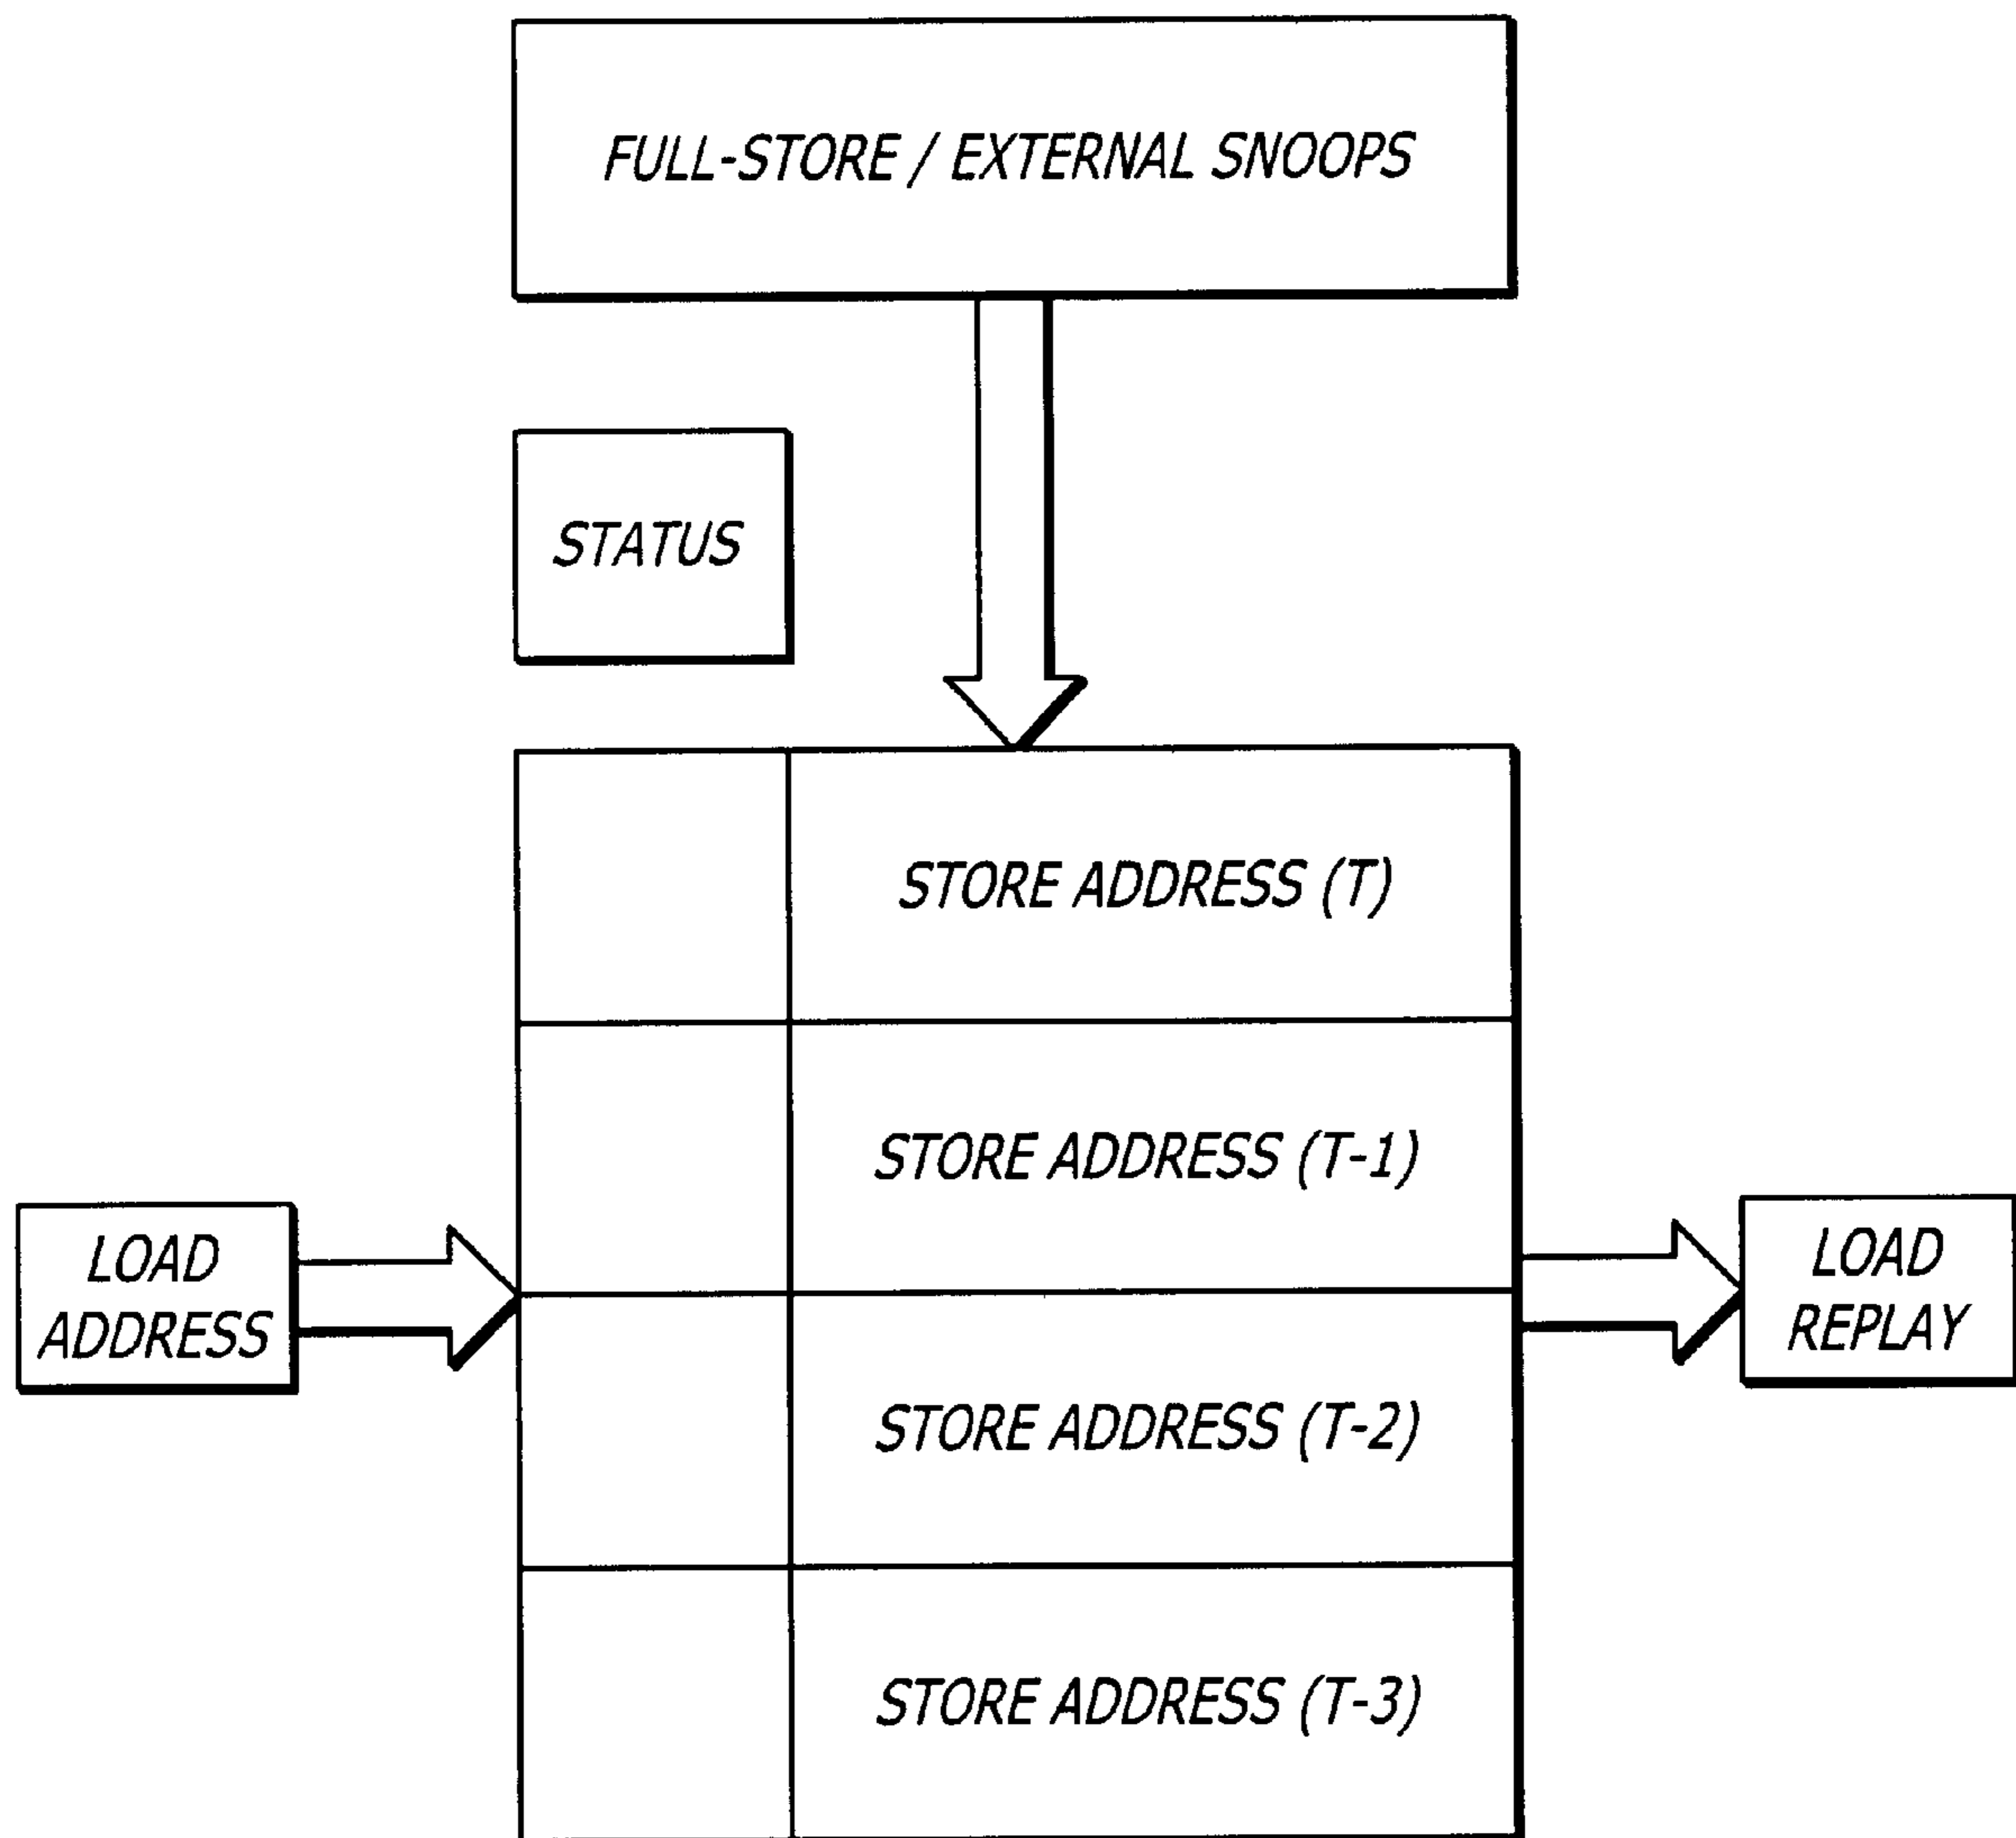 FULL-STORE / EXTERNAL SNOOPS
STATUS
STORE ADDRESS (T)
STORE ADDRESS (T-1)
LOAD
ADDRESS
LOAD
REPLAY
STORE ADDRESS (T-2)
STORE ADDRESS (T-3)